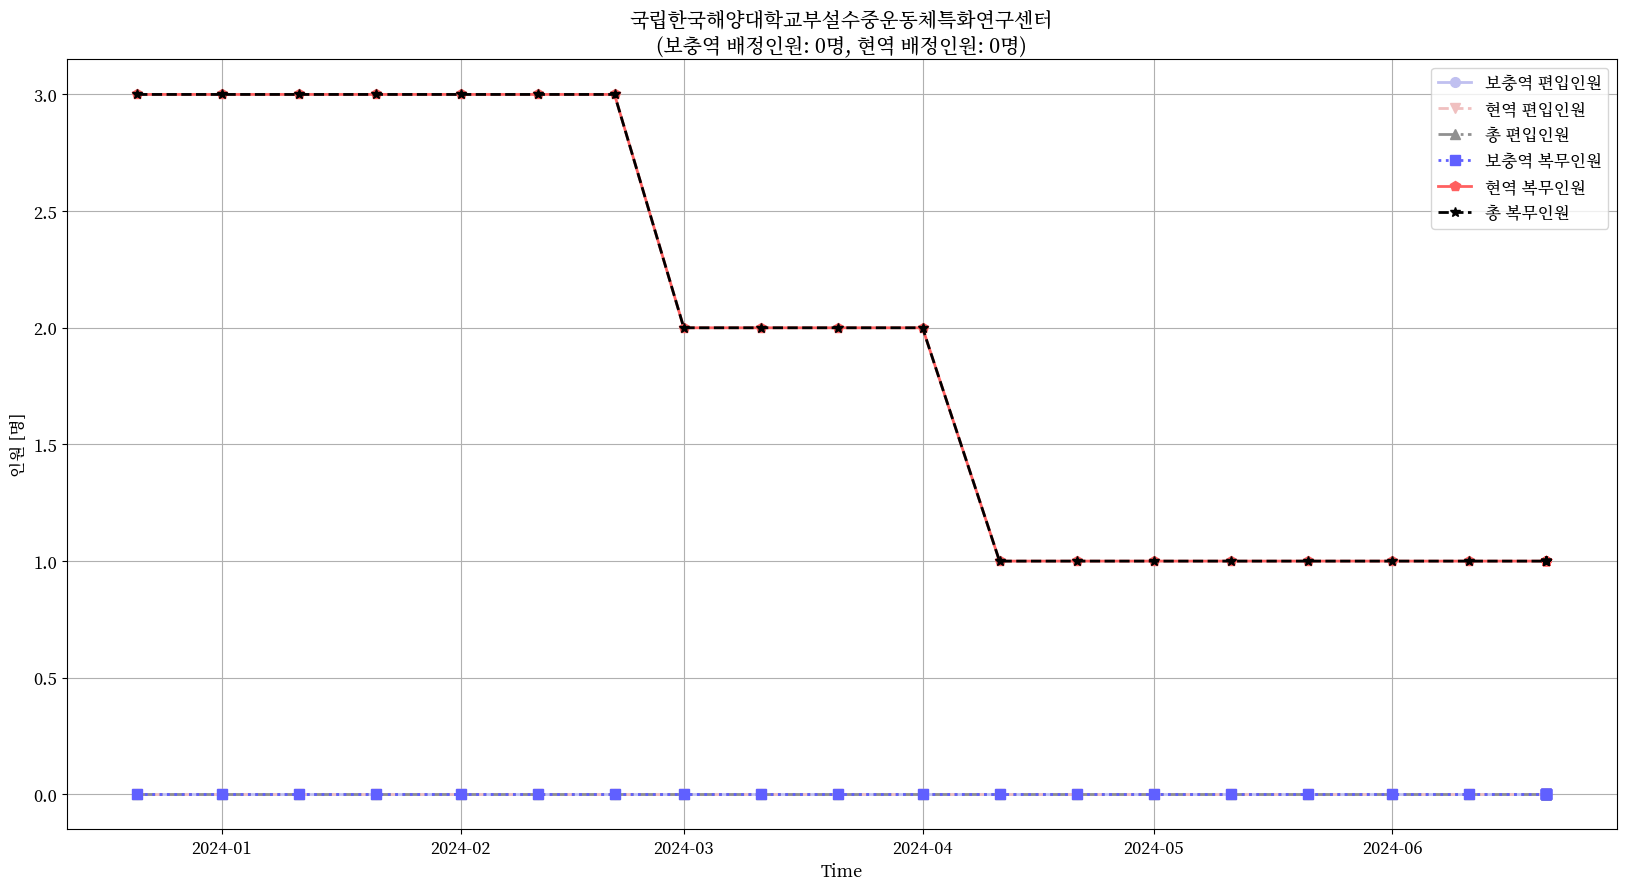 국립한국해양대학교부설수중운동체특화연구센터
(보충역 배정인원: 0명, 현역 배정인원: 0명)
보충역 편입인원
현역 편입인원
총 편입인원
보충역 복무인원
현역 복무인원
총 복무인원
인원 [명]
3.0
2.5
2.0
1.5
1.0
0.5
0.0
2024-01
2024-02
2024-03
2024-04
2024-05
2024-06
Time